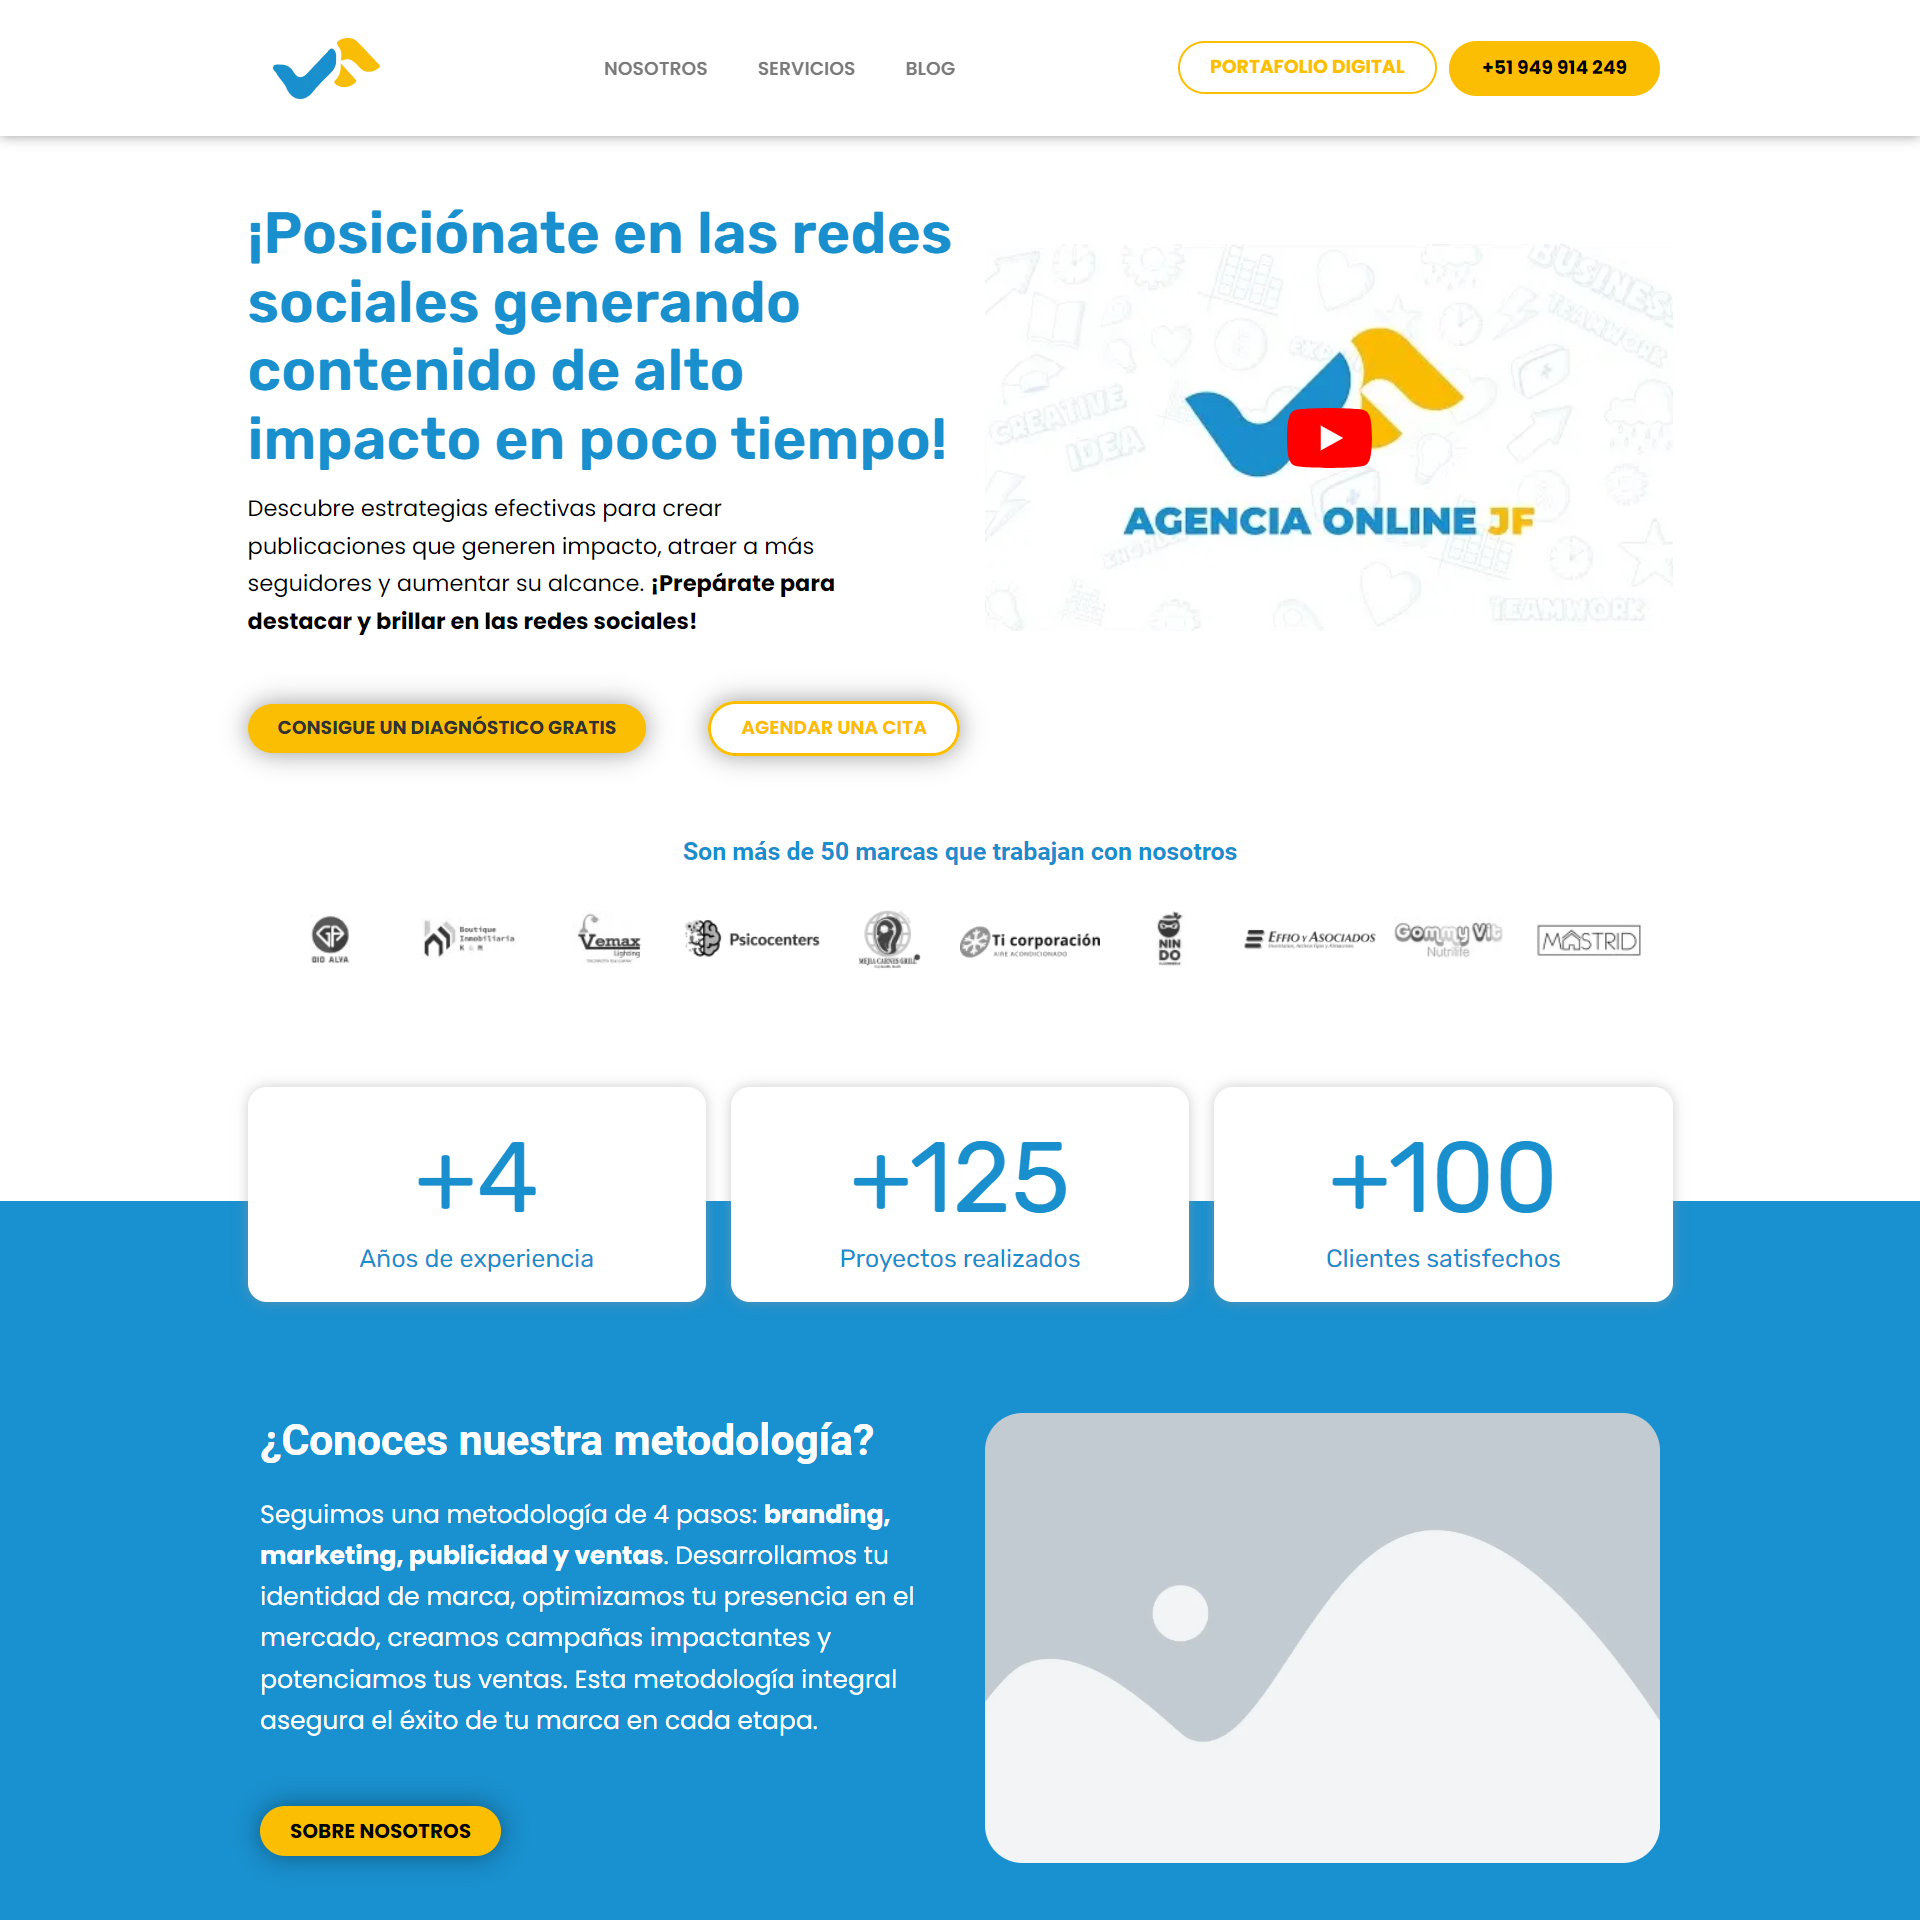 NOSOTROS
SERVICIOS
BLOG
PORTAFOLIO DIGITAL
+51 949 914 249
¡Posiciónate en las redes
sociales generando
contenido de alto
impacto en poco tiempo!
Descubre estrategias efectivas para crear
publicaciones que generen impacto, atraer a más
seguidores y aumentar su alcance. ¡Prepárate para
destacar y brillar en las redes sociales!
BUSINESS
TEAMWORK
CREATIVE
IDEA
AGENCIA ONLINE JF
TEAMWORK
CONSIGUE UN DIAGNÓSTICO GRATIS
AGENDAR UNA CITA
Son más de 50 marcas que trabajan con nosotros
GIO ALVA
Boutique
Inmobiliaria
K & M
Vemax
Lighting
Psicocenters
MEJIA CARNES GRILL
Ti corporación
AIRE ACONDICIONADO
NIN
DO
EFFIO Y ASOCIADOS
Gommy Vit
Nutrilife
MASTRID
+4
Años de experiencia
+125
Proyectos realizados
+100
Clientes satisfechos
¿Conoces nuestra metodología?
Seguimos una metodología de 4 pasos: branding,
marketing, publicidad y ventas. Desarrollamos tu
identidad de marca, optimizamos tu presencia en el
mercado, creamos campañas impactantes y
potenciamos tus ventas. Esta metodología integral
asegura el éxito de tu marca en cada etapa.
SOBRE NOSOTROS